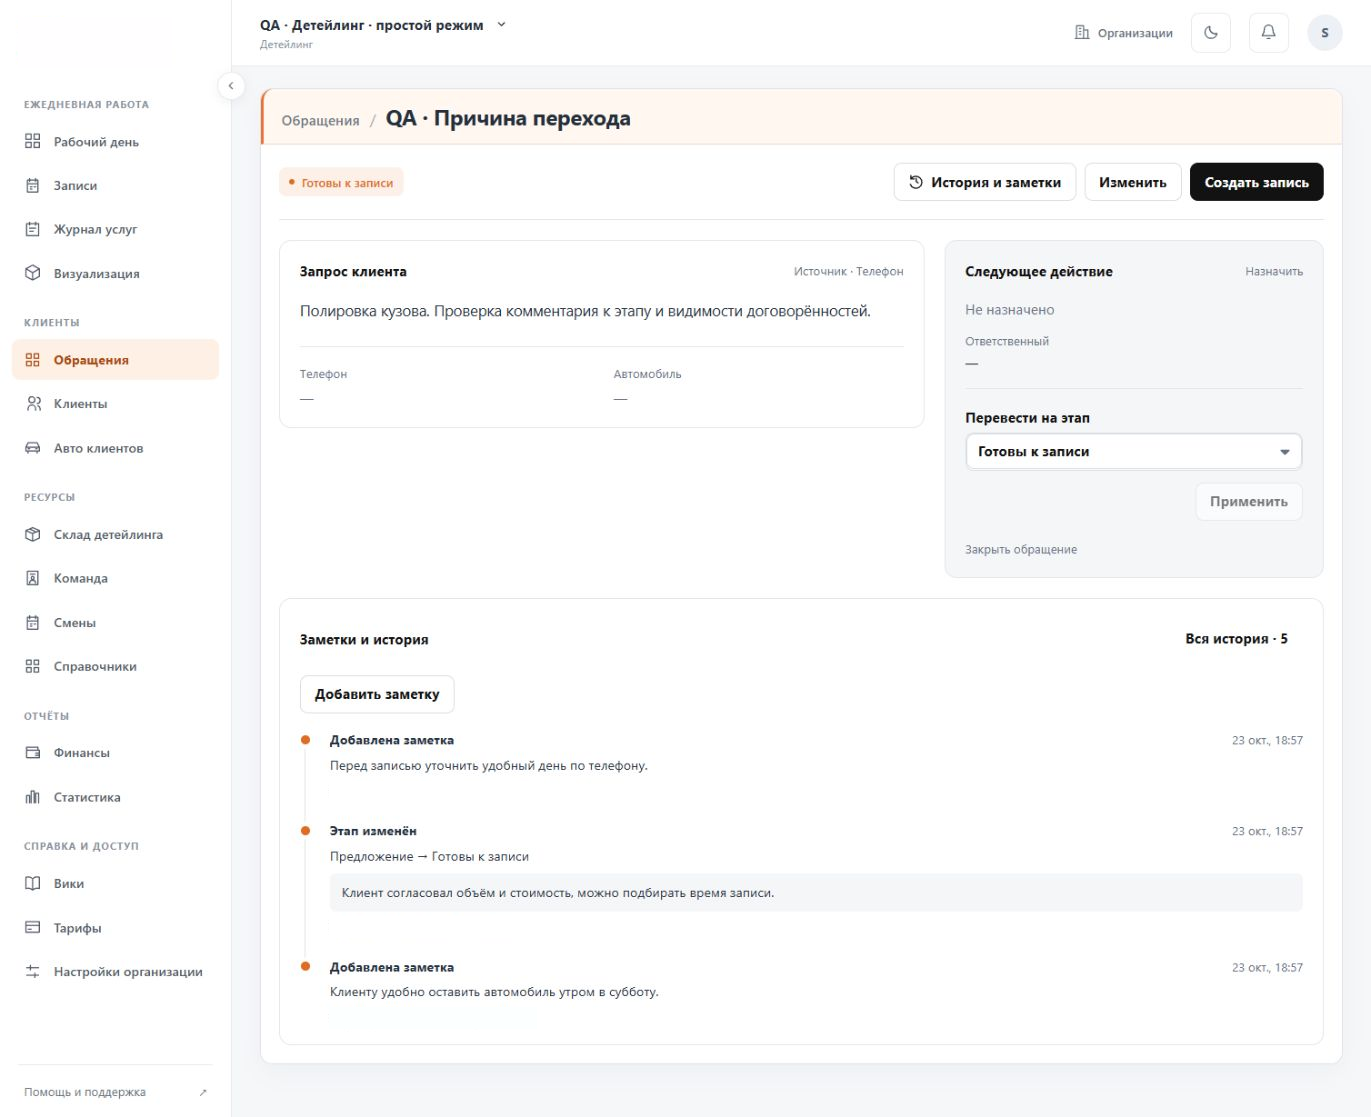 QA · Детейлинг · простой режим
Детейлинг
Организации
S
ЕЖЕДНЕВНАЯ РАБОТА
Рабочий день
Записи
Журнал услуг
Визуализация
КЛИЕНТЫ
Обращения
Клиенты
Авто клиентов
РЕСУРСЫ
Склад детейлинга
Команда
Смены
Справочники
ОТЧЁТЫ
Финансы
Статистика
СПРАВКА И ДОСТУП
Вики
Тарифы
Настройки организации
Помощь и поддержка ↗
Обращения / QA · Причина перехода
Готовы к записи
История и заметки
Изменить
Создать запись
Запрос клиента
Источник · Телефон
Полировка кузова. Проверка комментария к этапу и видимости договорённостей.
Телефон
—
Автомобиль
—
Следующее действие
Назначить
Не назначено
Ответственный
—
Перевести на этап
Готовы к записи
Применить
Закрыть обращение
Заметки и история
Вся история · 5
Добавить заметку
Добавлена заметка
23 окт., 18:57
Перед записью уточнить удобный день по телефону.
Этап изменён
23 окт., 18:57
Предложение → Готовы к записи
Клиент согласовал объём и стоимость, можно подбирать время записи.
Добавлена заметка
23 окт., 18:57
Клиенту удобно оставить автомобиль утром в субботу.